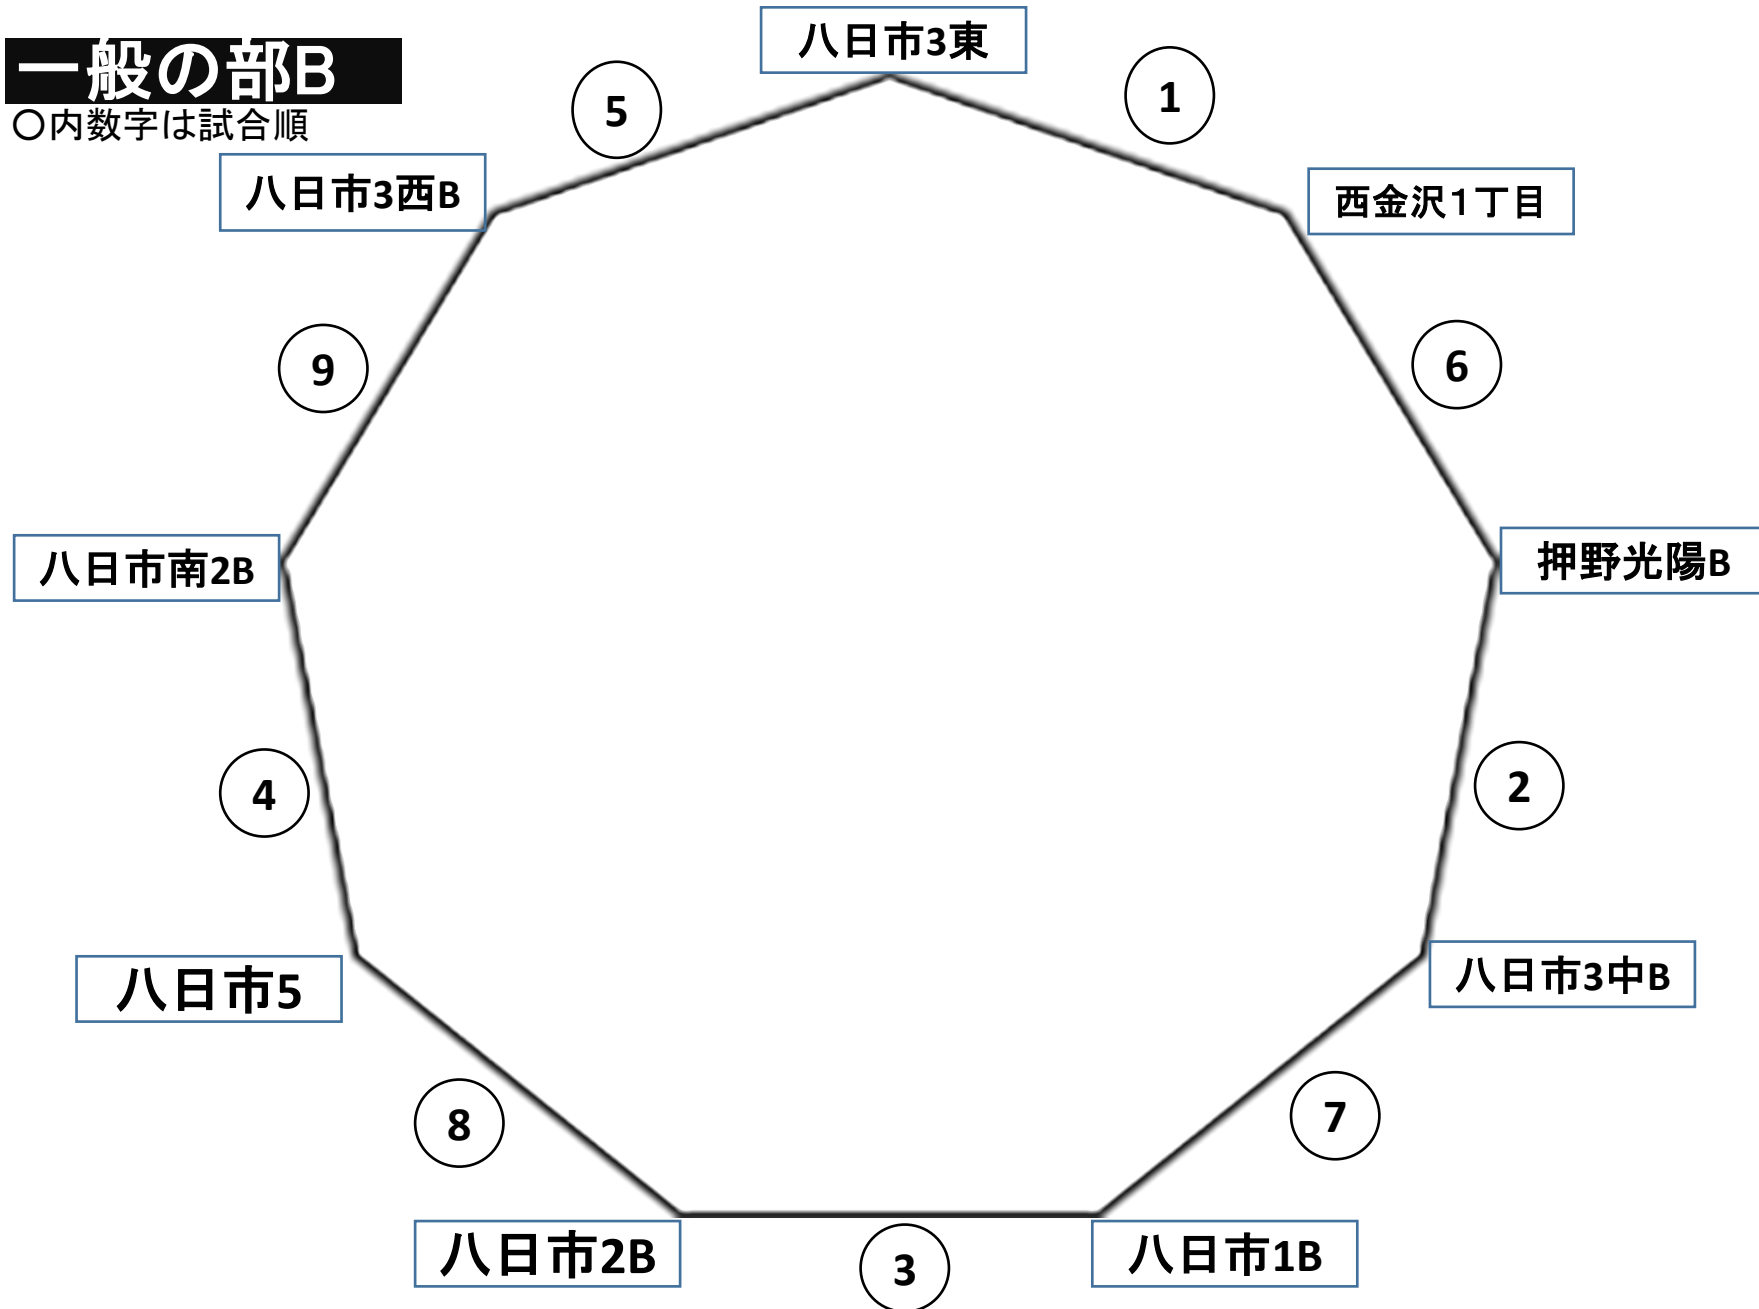 一般の部B
〇内数字は試合順
八日市3東
5
1
八日市3西B
西金沢1丁目
9
6
八日市南2B
押野光陽B
4
2
八日市5
八日市3中B
8
7
八日市2B
3
八日市1B